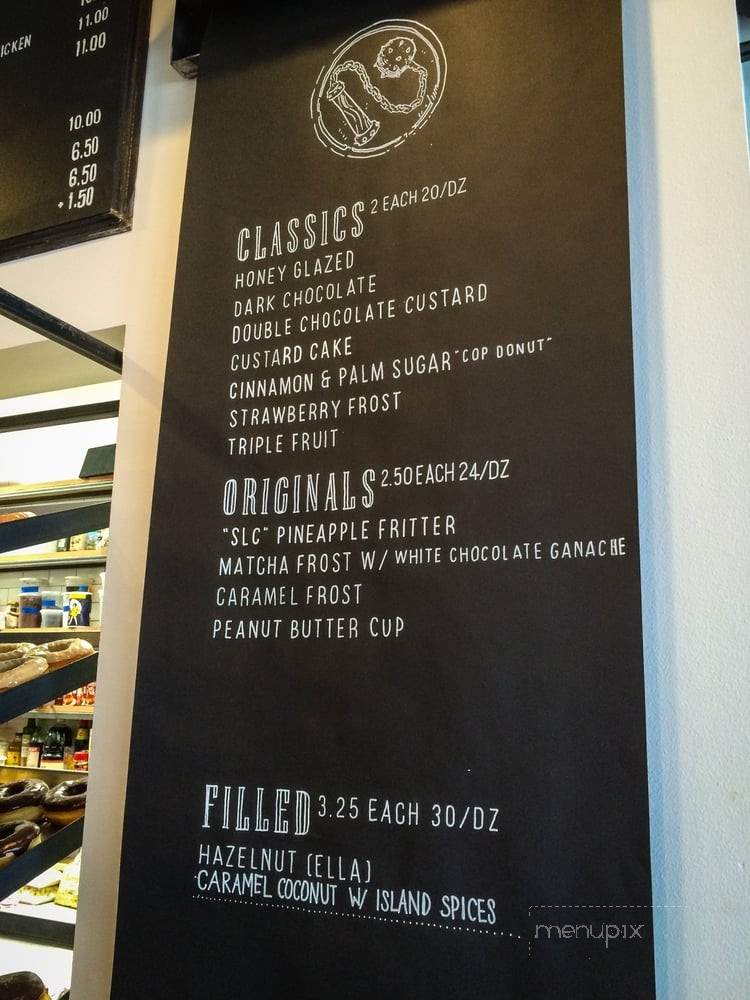 11.00
ICKEN 11.00
10.00
6.50
6.50
+1.50
CLASSICS 2 EACH 20/DZ
HONEY GLAZED
DARK CHOCOLATE
DOUBLE CHOCOLATE CUSTARD
CUSTARD CAKE
CINNAMON & PALM SUGAR "COP DONUT"
STRAWBERRY FROST
TRIPLE FRUIT
ORIGINALS 2.50 EACH 24/DZ
"SLC" PINEAPPLE FRITTER
MATCHA FROST W/ WHITE CHOCOLATE GANACHE
CARAMEL FROST
PEANUT BUTTER CUP
FILLED 3.25 EACH 30/DZ
HAZELNUT (ELLA)
CARAMEL COCONUT W/ ISLAND SPICES
menupix